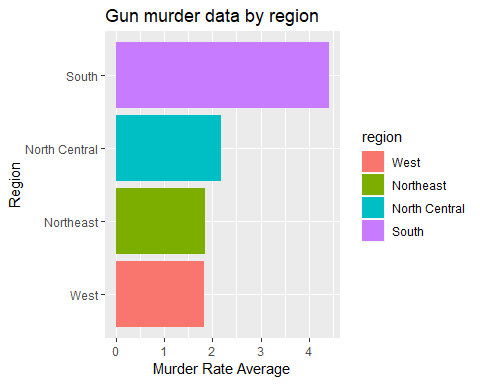 Gun murder data by region
South
North Central
Northeast
West
Region
0 1 2 3 4
Murder Rate Average
region
West
Northeast
North Central
South